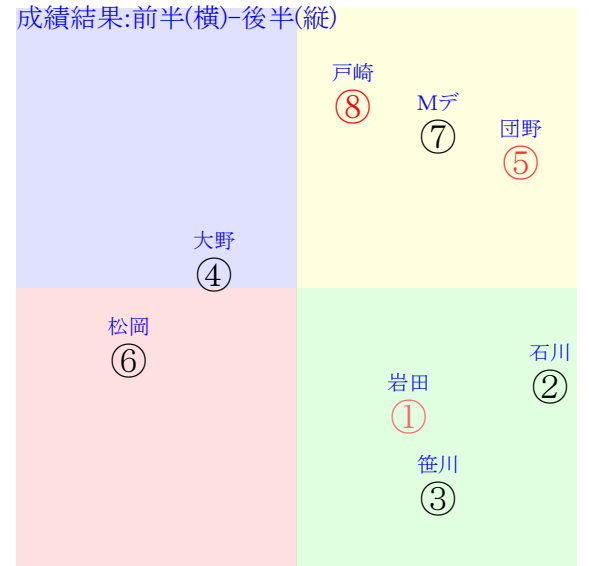 成績結果:前半(横)−後半(縦)
戸崎
⑧
Mデ
⑦
団野
⑤
大野
④
松岡
⑥
石川
②
岩田
①
笹川
③